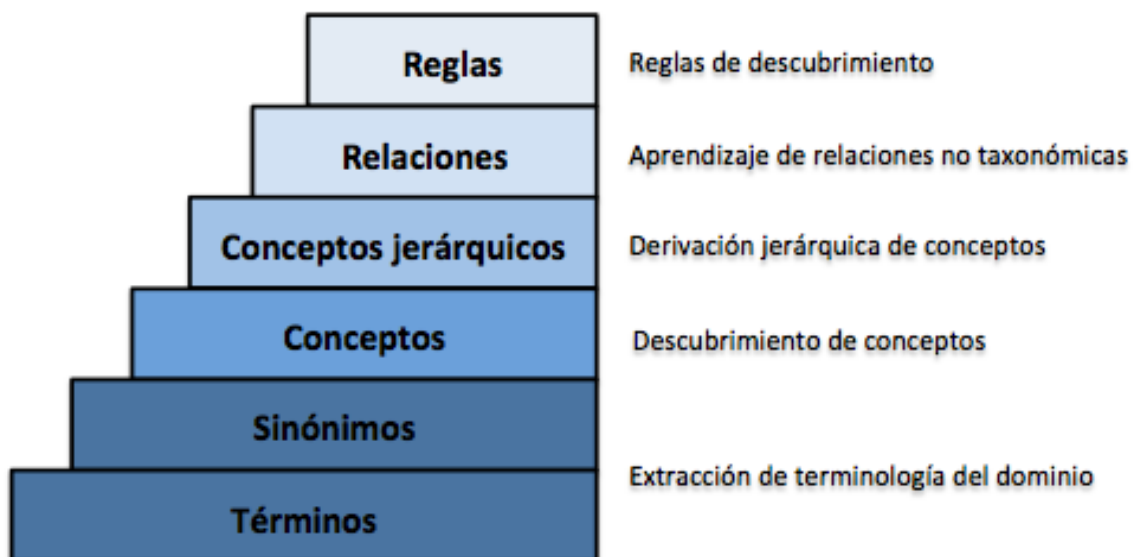 Reglas
Reglas de descubrimiento
Relaciones
Aprendizaje de relaciones no taxonómicas
Conceptos jerárquicos
Derivación jerárquica de conceptos
Conceptos
Descubrimiento de conceptos
Sinónimos
Extracción de terminología del dominio
Términos